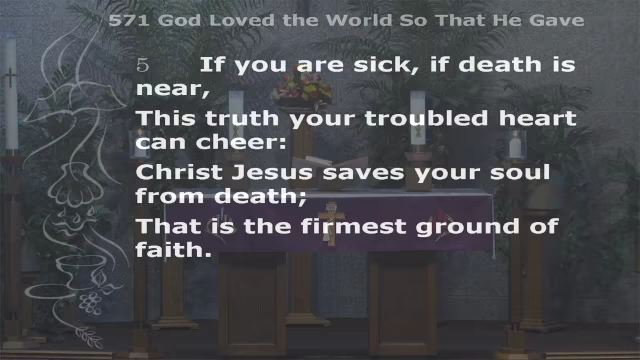 571 God Loved the World So That He Gave
5 If you are sick, if death is
near,
This truth your troubled heart
can cheer:
Christ Jesus saves your soul
from death;
That is the firmest ground of
faith.